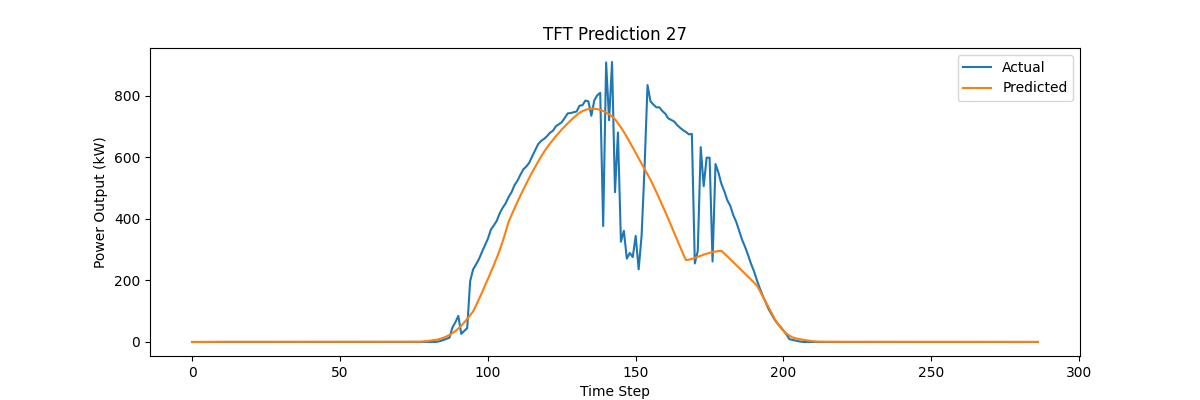 TFT Prediction 27
Actual
Predicted
Power Output (kW)
800
600
400
200
0
0 50 100 150 200 250 300
Time Step